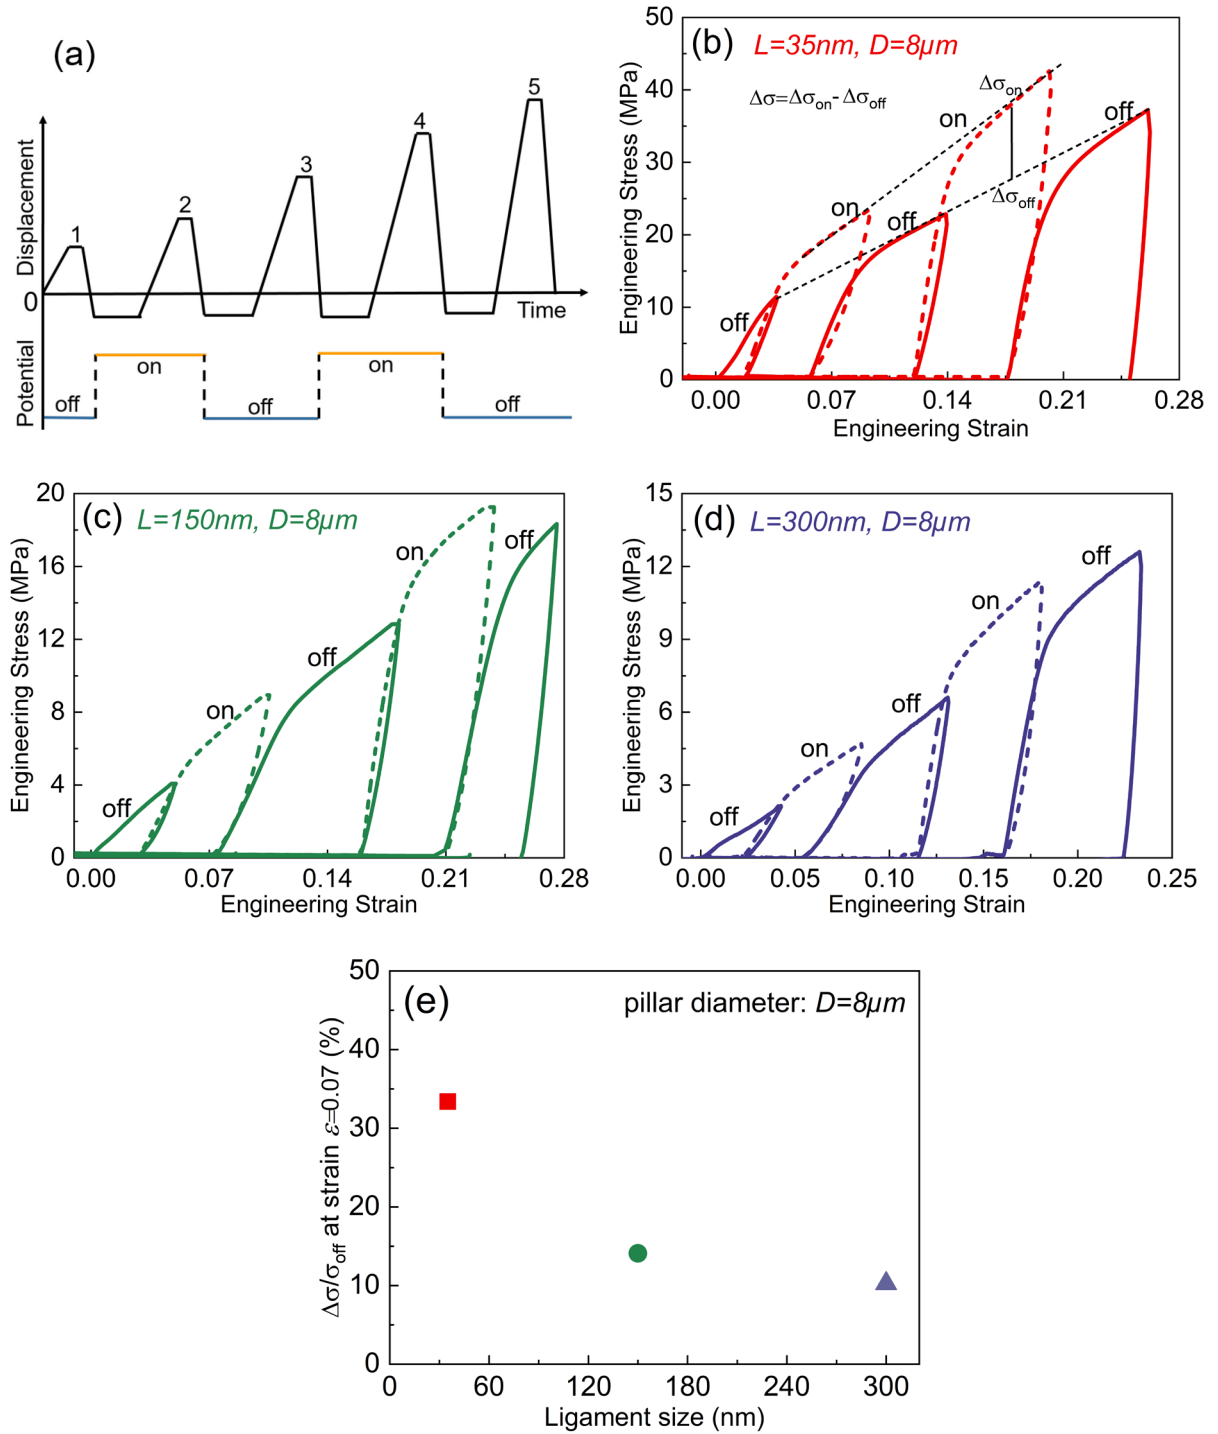 (a)
Displacement
0
1
2
3
4
5
Time
Potential
off
on
off
on
off
(b)
L=35nm, D=8μm
Δσ=Δσon-Δσoff
Engineering Stress (MPa)
50
40
30
20
10
0
off
on
off
on
Δσon
Δσoff
off
0.00 0.07 0.14 0.21 0.28
Engineering Strain
(c)
L=150nm, D=8μm
Engineering Stress (MPa)
20
16
12
8
4
0
off
on
off
on
off
0.00 0.07 0.14 0.21 0.28
Engineering Strain
(d)
L=300nm, D=8μm
Engineering Stress (MPa)
15
12
9
6
3
0
off
on
off
on
off
0.00 0.05 0.10 0.15 0.20 0.25
Engineering Strain
(e)
pillar diameter: D=8μm
Δσ/σoff at strain ε=0.07 (%)
50
40
30
20
10
0
0 60 120 180 240 300
Ligament size (nm)